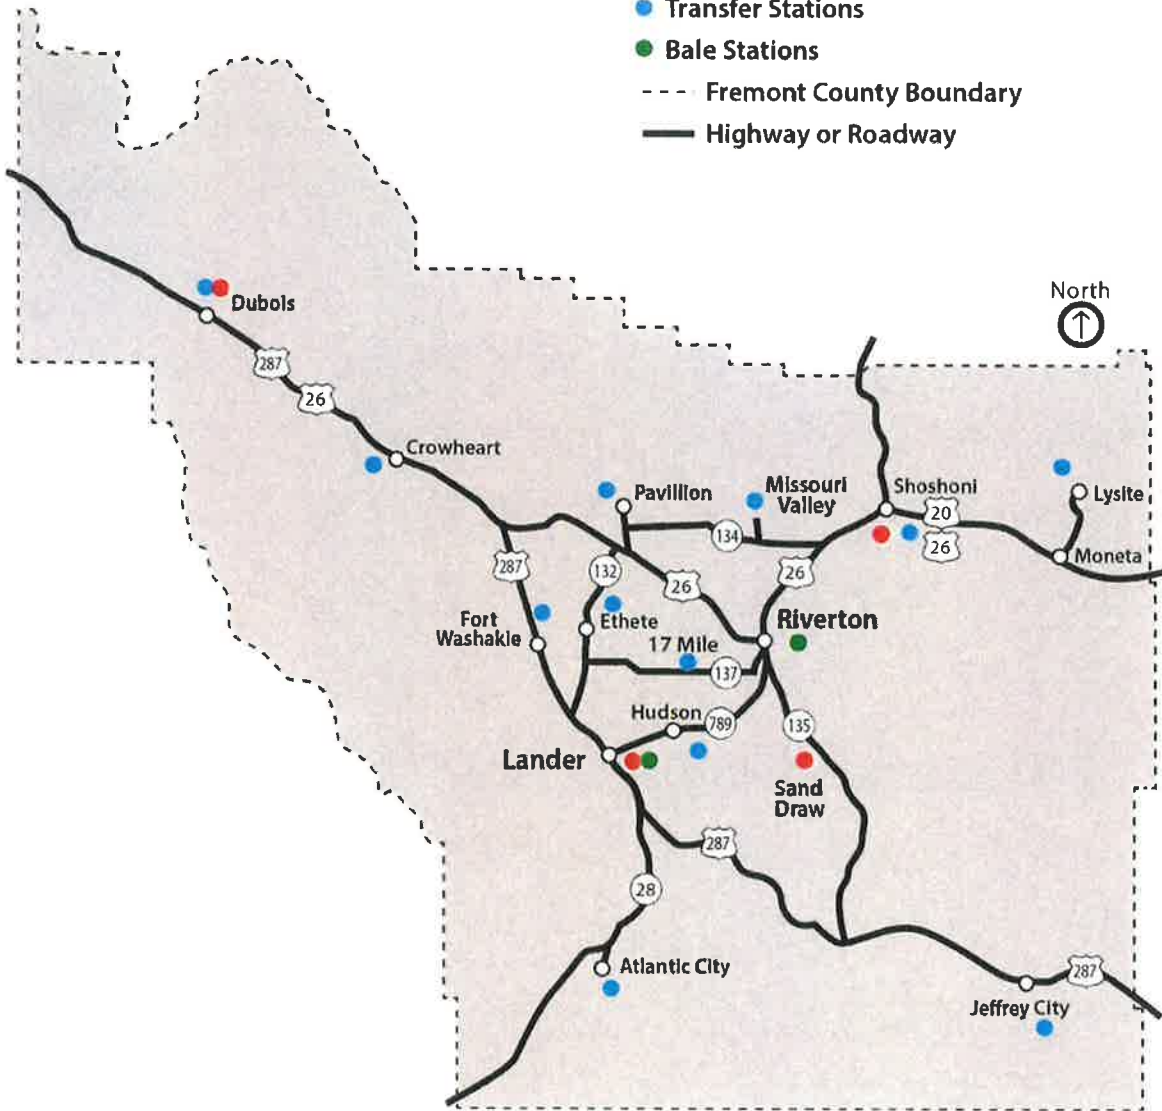 Transfer Stations
Bale Stations
Fremont County Boundary
Highway or Roadway
North
Dubois
287
26
Crowheart
Pavillion
Missouri
Valley
Shoshoni
20
26
Lysite
Moneta
134
287
132
26
26
Fort
Washakie
Ethete
17 Mile
137
Riverton
Hudson
789
135
Lander
Sand
Draw
287
28
Atlantic City
287
Jeffrey City